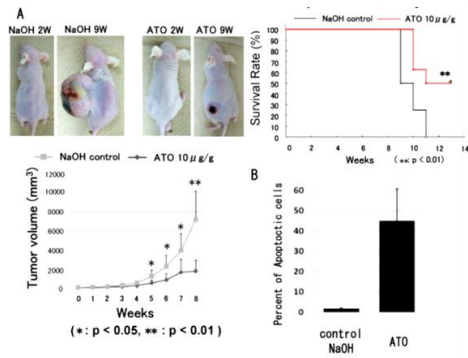 A
NaOH 2W NaOH 9W ATO 2W ATO 9W
NaOH control ATO 10μg/g
Survival Rate (%)
100%
90%
80%
70%
60%
50%
40%
30%
20%
10%
0%
0 2 4 6 8 10 12 14
Weeks (**: p < 0.01)
**
NaOH control
ATO 10μg/g
Tumor volume (mm³)
12000
10000
8000
6000
4000
2000
0
* * * **
0 1 2 3 4 5 6 7 8
Weeks
(*: p < 0.05, **: p < 0.01)
B
Percent of Apoptoctic cells
60
50
40
30
20
10
0
control
NaOH
ATO